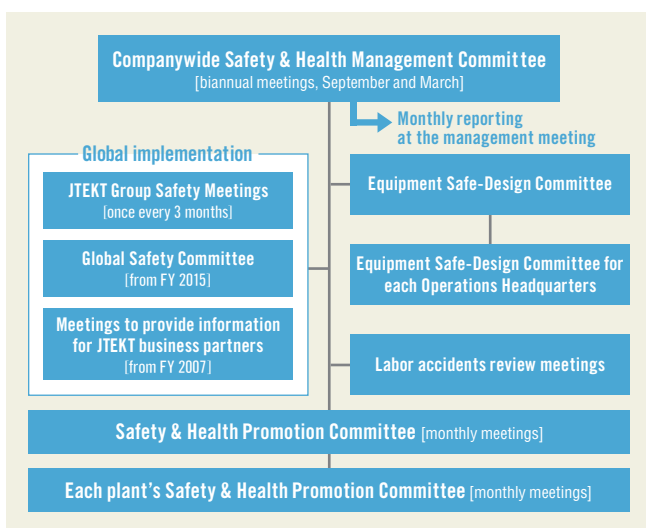 Companywide Safety & Health Management Committee
[biannual meetings, September and March]
Monthly reporting
at the management meeting
Global implementation
JTEKT Group Safety Meetings
[once every 3 months]
Global Safety Committee
[from FY 2015]
Meetings to provide information
for JTEKT business partners
[from FY 2007]
Equipment Safe-Design Committee
Equipment Safe-Design Committee for
each Operations Headquarters
Labor accidents review meetings
Safety & Health Promotion Committee [monthly meetings]
Each plant's Safety & Health Promotion Committee [monthly meetings]